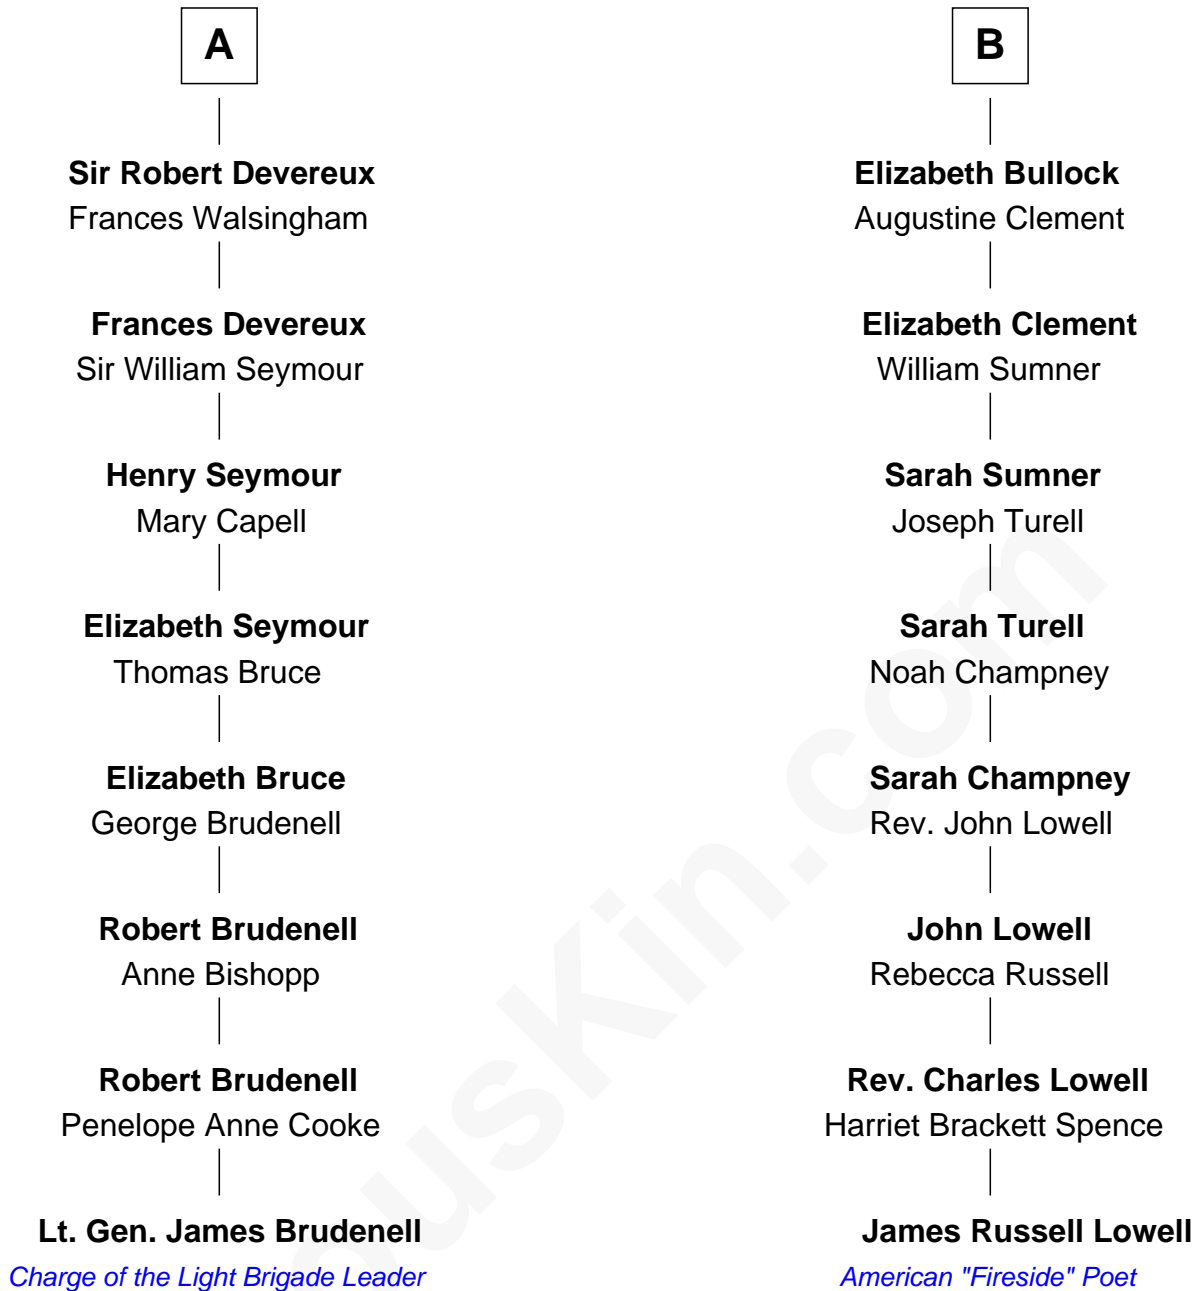 A
Sir Robert Devereux
Frances Walsingham
Frances Devereux
Sir William Seymour
Henry Seymour
Mary Capell
Elizabeth Seymour
Thomas Bruce
Elizabeth Bruce
George Brudenell
Robert Brudenell
Anne Bishopp
Robert Brudenell
Penelope Anne Cooke
Lt. Gen. James Brudenell
Charge of the Light Brigade Leader
B
Elizabeth Bullock
Augustine Clement
Elizabeth Clement
William Sumner
Sarah Sumner
Joseph Turell
Sarah Turell
Noah Champney
Sarah Champney
Rev. John Lowell
John Lowell
Rebecca Russell
Rev. Charles Lowell
Harriet Brackett Spence
James Russell Lowell
American "Fireside" Poet
ousKin.com